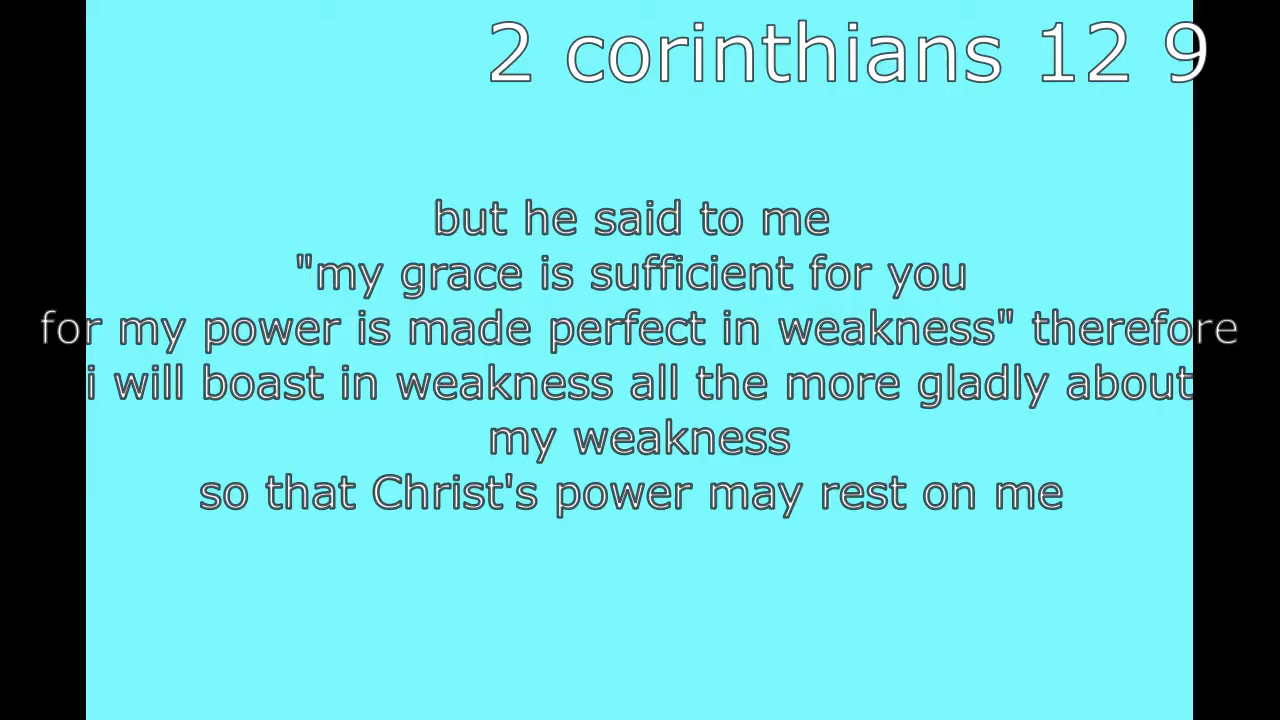 2 corinthians 12 9
but he said to me
"my grace is sufficient for you
for my power is made perfect in weakness" therefore
i will boast in weakness all the more gladly about
my weakness
so that Christ's power may rest on me